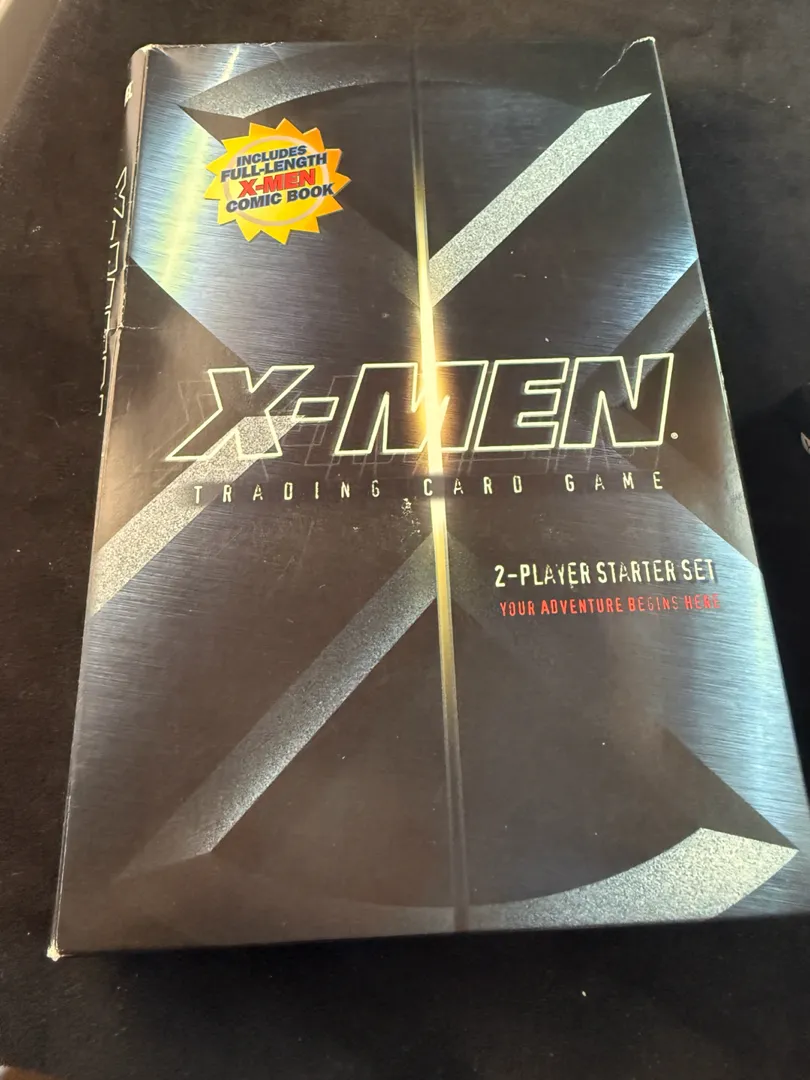 INCLUDES
FULL-LENGTH
X-MEN
COMIC BOOK
X-MEN®
TRADING CARD GAME
2-PLAYER STARTER SET
YOUR ADVENTURE BEGINS HERE